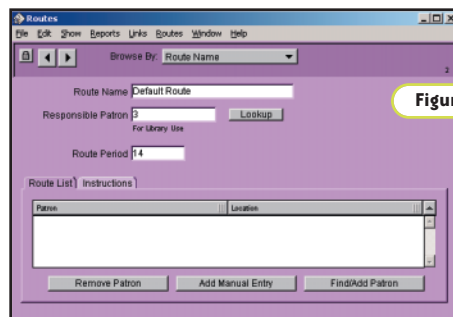 Routes
File Edit Show Reports Links Routes Window Help
Browse By: Route Name
2
Route Name Default Route
Responsible Patron 3 Lookup
For Library Use
Route Period 14
Route List Instructions
Patron Location
Remove Patron Add Manual Entry Find/Add Patron
Figur